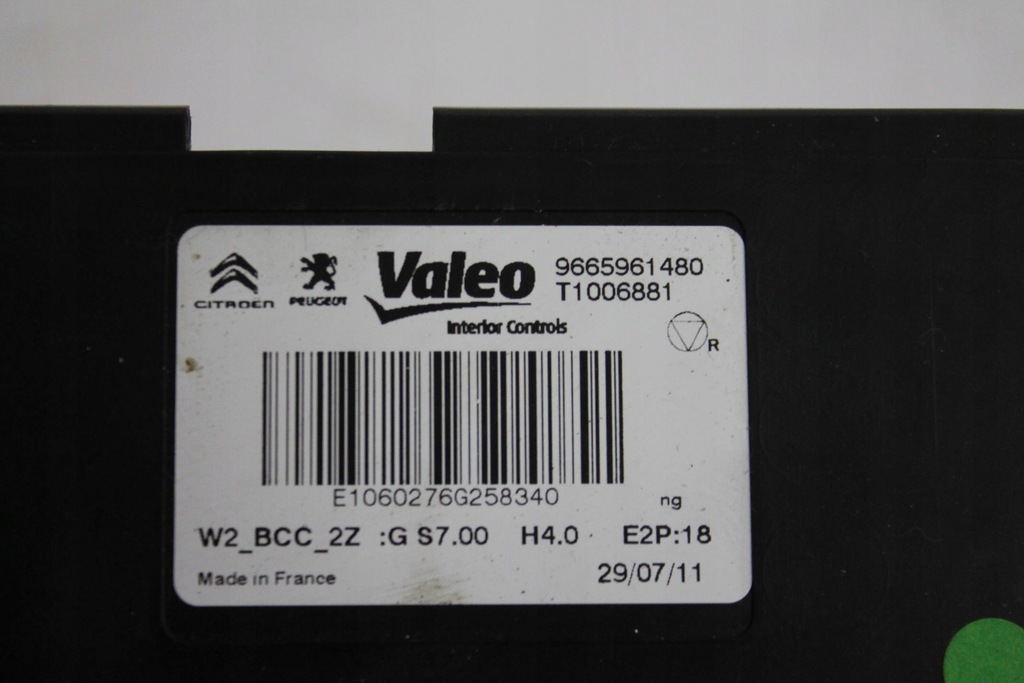 CITROËN PEUGEOT Valeo 9665961480
T1006881
Interior Controls
R
E1060276G258340
ng
W2_BCC_2Z :G S7.00 H4.0 E2P:18
Made in France 29/07/11